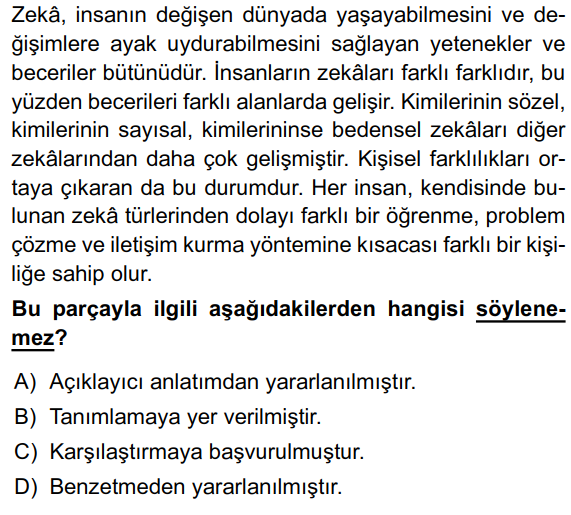 Zekâ, insanın değişen dünyada yaşayabilmesini ve de-
ğişimlere ayak uydurabilmesini sağlayan yetenekler ve
beceriler bütünüdür. İnsanların zekâları farklı farklıdır, bu
yüzden becerileri farklı alanlarda gelişir. Kimilerinin sözel,
kimilerinin sayısal, kimilerininse bedensel zekâları diğer
zekâlarından daha çok gelişmiştir. Kişisel farklılıkları or-
taya çıkaran da bu durumdur. Her insan, kendisinde bu-
lunan zekâ türlerinden dolayı farklı bir öğrenme, problem
çözme ve iletişim kurma yöntemine kısacası farklı bir kişi-
liğe sahip olur.
Bu parçayla ilgili aşağıdakilerden hangisi söylene-
mez?
A) Açıklayıcı anlatımdan yararlanılmıştır.
B) Tanımlamaya yer verilmiştir.
C) Karşılaştırmaya başvurulmuştur.
D) Benzetmeden yararlanılmıştır.